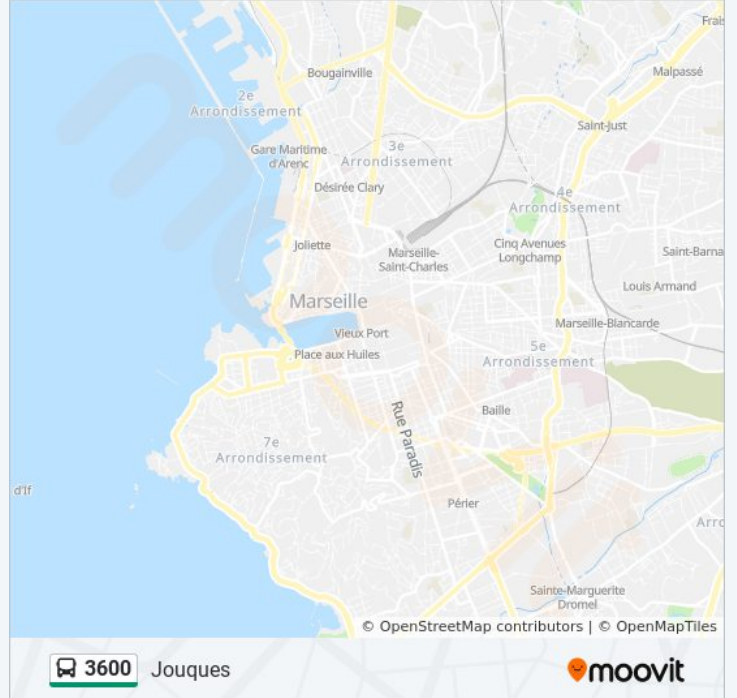 Frais
Bougainville
Malpassé
2e
Arrondissement
Saint-Just
Gare Maritime
d'Arenc
3e
Arrondissement
Désirée Clary
4e
Arrondissement
Joliette
Marseille-
Saint-Charles
Cinq Avenues
Longchamp
Saint-Barna
Louis Armand
Marseille
Marseille-Blancarde
Vieux Port
Place aux Huiles
5e
Arrondissement
Rue Paradis
Baille
7e
Arrondissement
d'If
Périer
Arro
Sainte-Marguerite
Dromel
© OpenStreetMap contributors | © OpenMapTiles
3600 Jouques
moovit